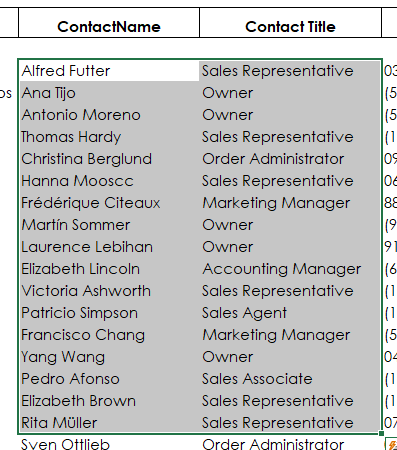 ContactName Contact Title
Alfred Futter Sales Representative 03
os Ana Tijo Owner (5
Antonio Moreno Owner (5
Thomas Hardy Sales Representative (1
Christina Berglund Order Administrator 09
Hanna Mooscc Sales Representative 06
Frédérique Citeaux Marketing Manager 88
Martín Sommer Owner (9
Laurence Lebihan Owner 91
Elizabeth Lincoln Accounting Manager (6
Victoria Ashworth Sales Representative (1
Patricio Simpson Sales Agent (1
Francisco Chang Marketing Manager (5
Yang Wang Owner 04
Pedro Afonso Sales Associate (1
Elizabeth Brown Sales Representative (1
Rita Müller Sales Representative 07
Sven Ottlieb Order Administrator